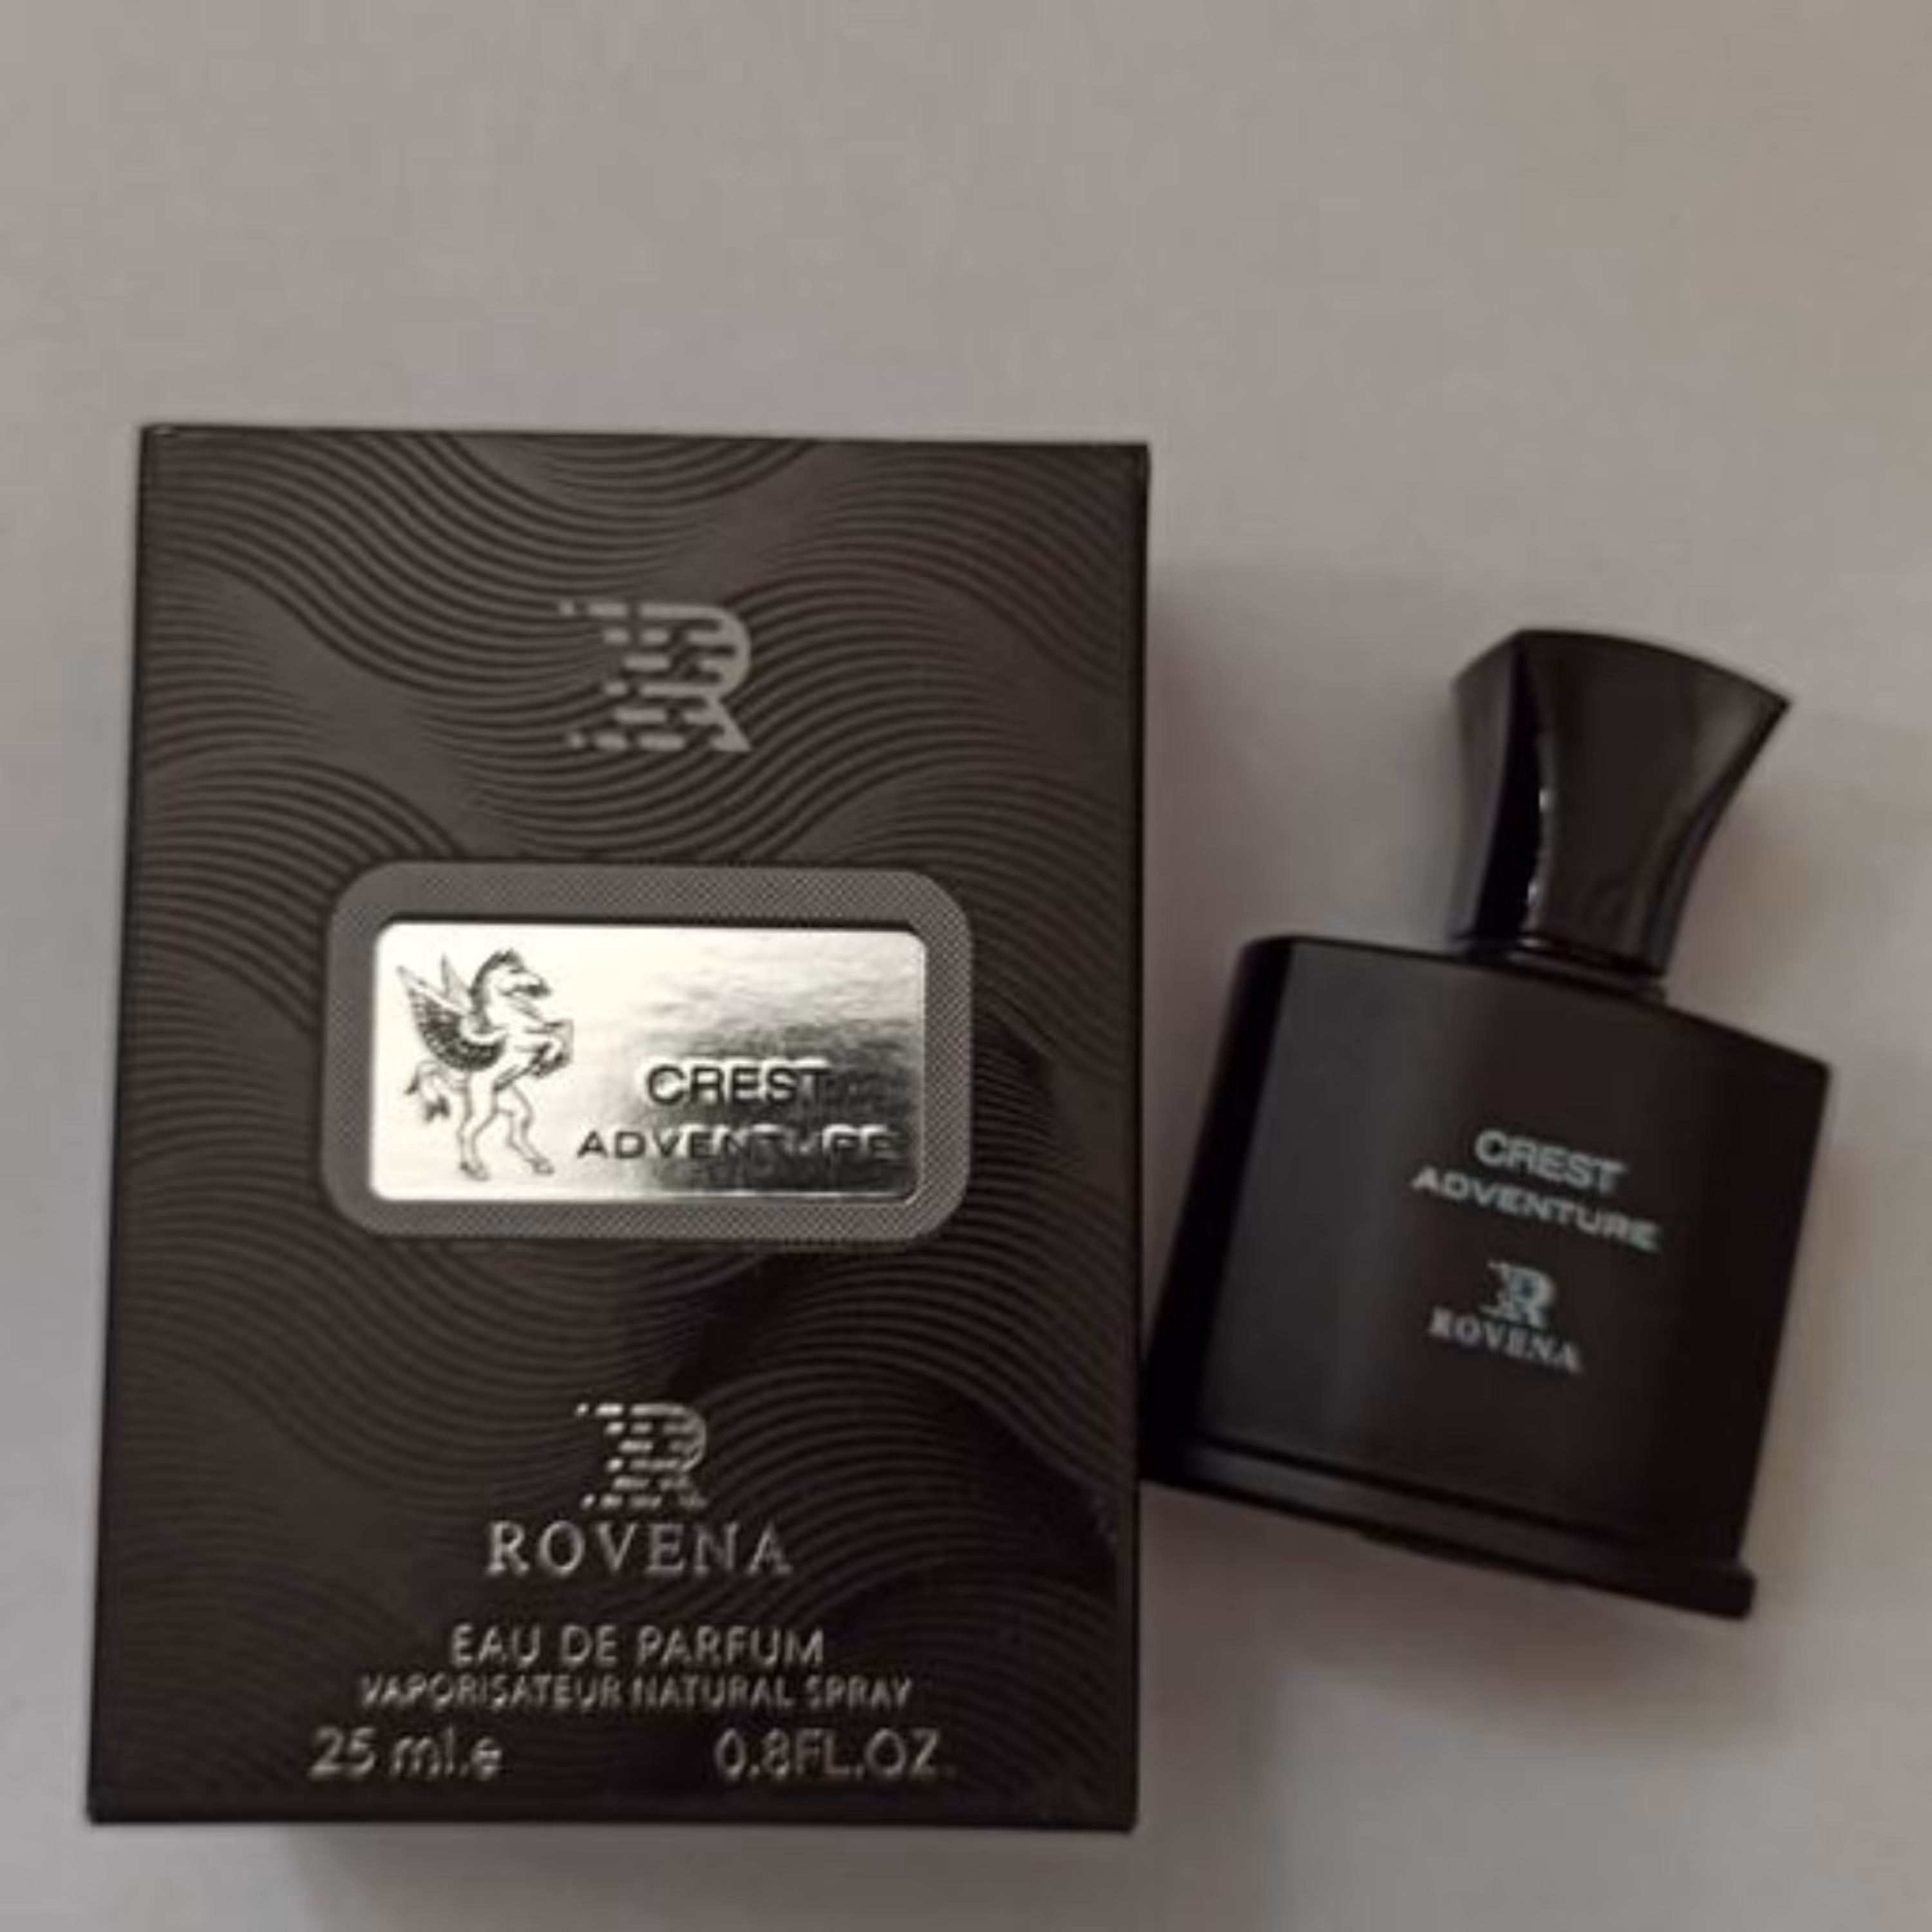 R
CREST
ADVENTURE
R
ROVENA
EAU DE PARFUM
VAPORISATEUR NATURAL SPRAY
25 ml.e 0.8FL.OZ.
CREST
ADVENTURE
R
ROVENA